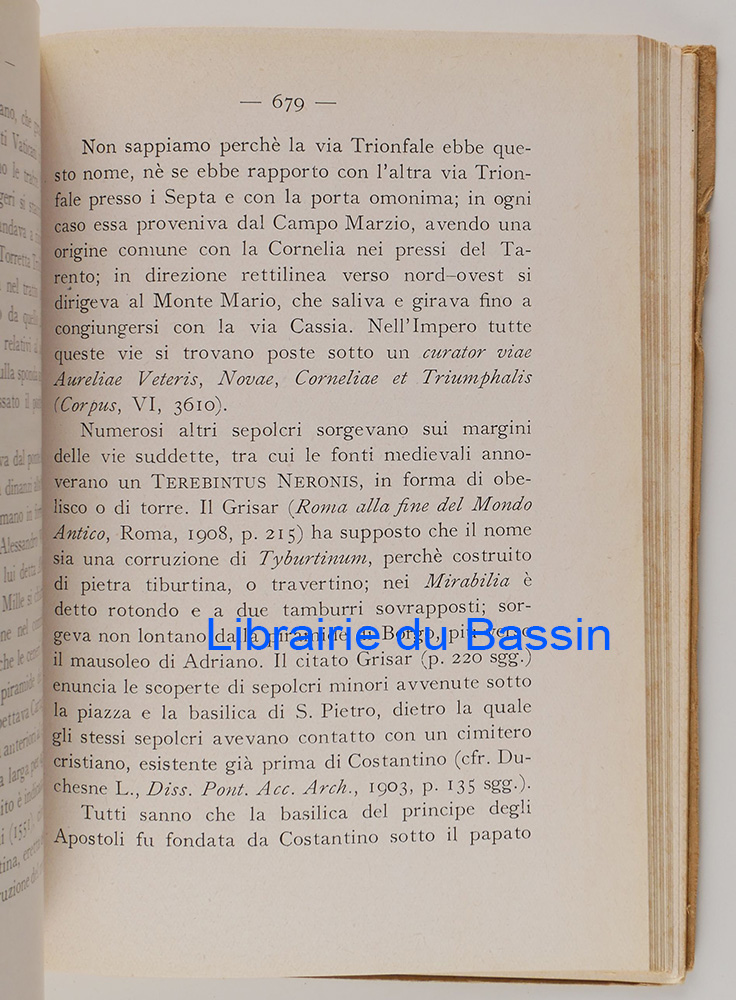 — 679 —
Non sappiamo perchè la via Trionfale ebbe que-
sto nome, nè se ebbe rapporto con l'altra via Trion-
fale presso i Septa e con la porta omonima; in ogni
caso essa proveniva dal Campo Marzio, avendo una
origine comune con la Cornelia nei pressi del Ta-
rento; in direzione rettilinea verso nord-ovest si
dirigeva al Monte Mario, che saliva e girava fino a
congiungersi con la via Cassia. Nell'Impero tutte
queste vie si trovano poste sotto un curator viae
Aureliae Veteris, Novae, Corneliae et Triumphalis
(Corpus, VI, 3610).
Numerosi altri sepolcri sorgevano sui margini
delle vie suddette, tra cui le fonti medievali anno-
verano un TEREBINTUS NERONIS, in forma di obe-
lisco o di torre. Il Grisar (Roma alla fine del Mondo
Antico, Roma, 1908, p. 215) ha supposto che il nome
sia una corruzione di Tyburtinum, perchè costruito
di pietra tiburtina, o travertino; nei Mirabilia è
detto rotondo e a due tamburri sovrapposti; sor-
geva non lontano dalla piramide di Borgo, più verso
Librairie du Bassin
il mausoleo di Adriano. Il citato Grisar (p. 220 sgg.)
enuncia le scoperte di sepolcri minori avvenute sotto
la piazza e la basilica di S. Pietro, dietro la quale
gli stessi sepolcri avevano contatto con un cimitero
cristiano, esistente già prima di Costantino (cfr. Du-
chesne L., Diss. Pont. Acc. Arch., 1903, p. 135 sgg.).
Tutti sanno che la basilica del principe degli
Apostoli fu fondata da Costantino sotto il papato